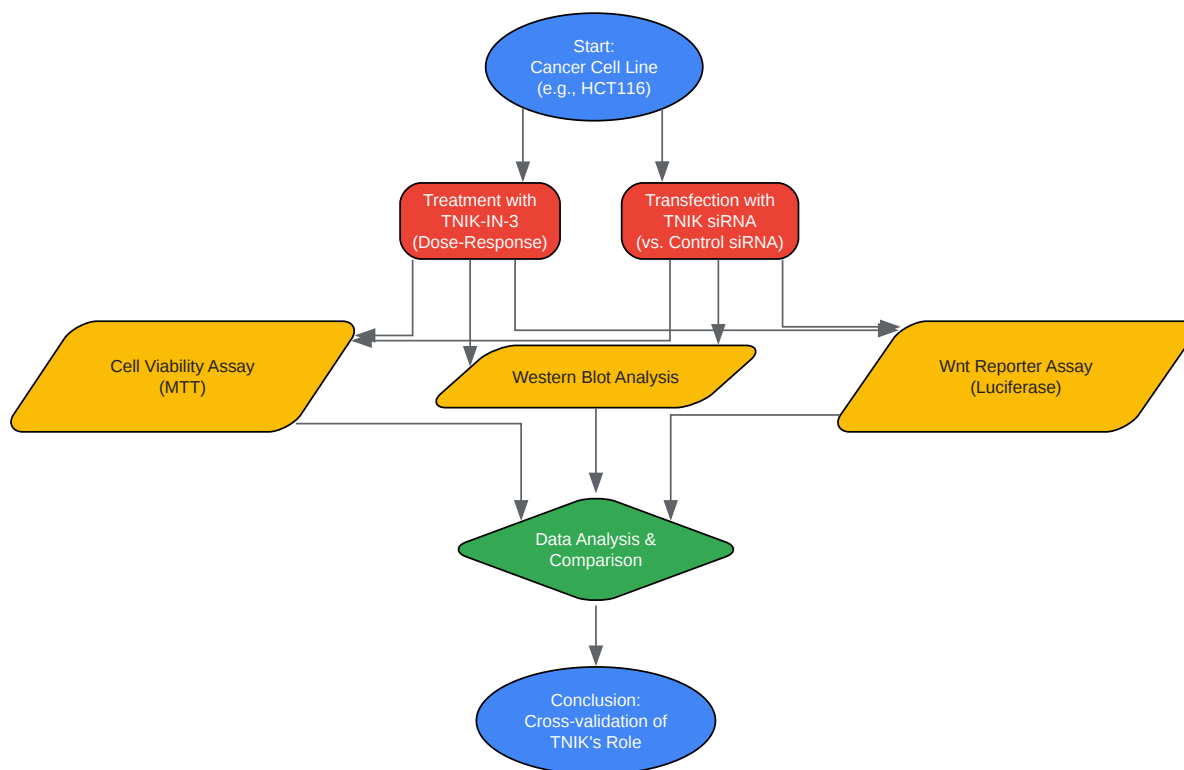 Start:
Cancer Cell Line
(e.g., HCT116)
Treatment with
TNIK-IN-3
(Dose-Response)
Transfection with
TNIK siRNA
(vs. Control siRNA)
Cell Viability Assay
(MTT)
Western Blot Analysis
Wnt Reporter Assay
(Luciferase)
Data Analysis &
Comparison
Conclusion:
Cross-validation of
TNIK's Role